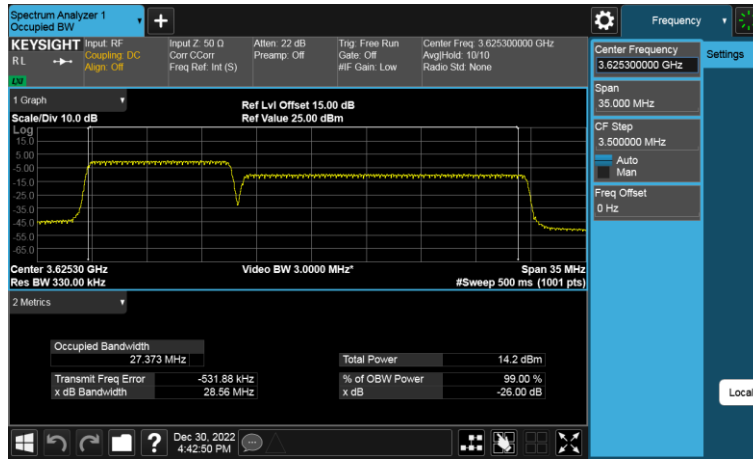 Spectrum Analyzer 1
Occupied BW
Frequency
KEYSIGHT
RL
LXI
Input: RF
Coupling: DC
Align: Off
Input Z: 50 Ω
Corr CCorr
Freq Ref: Int (S)
Atten: 22 dB
Preamp: Off
Trig: Free Run
Gate: Off
#IF Gain: Low
Center Freq: 3.625300000 GHz
Avg|Hold: 10/10
Radio Std: None
Center Frequency
3.625300000 GHz
Settings
Span
35.000 MHz
CF Step
3.500000 MHz
Auto
Man
Freq Offset
0 Hz
Local
1 Graph
Scale/Div 10.0 dB
Ref Lvl Offset 15.00 dB
Ref Value 25.00 dBm
Log
15.0
5.00
-5.00
-15.0
-25.0
-35.0
-45.0
-55.0
-65.0
Center 3.62530 GHz
Res BW 330.00 kHz
Video BW 3.0000 MHz*
Span 35 MHz
#Sweep 500 ms (1001 pts)
2 Metrics
Occupied Bandwidth
27.373 MHz
Total Power 14.2 dBm
Transmit Freq Error -531.88 kHz
% of OBW Power 99.00 %
x dB Bandwidth 28.56 MHz
x dB -26.00 dB
Dec 30, 2022
4:42:50 PM